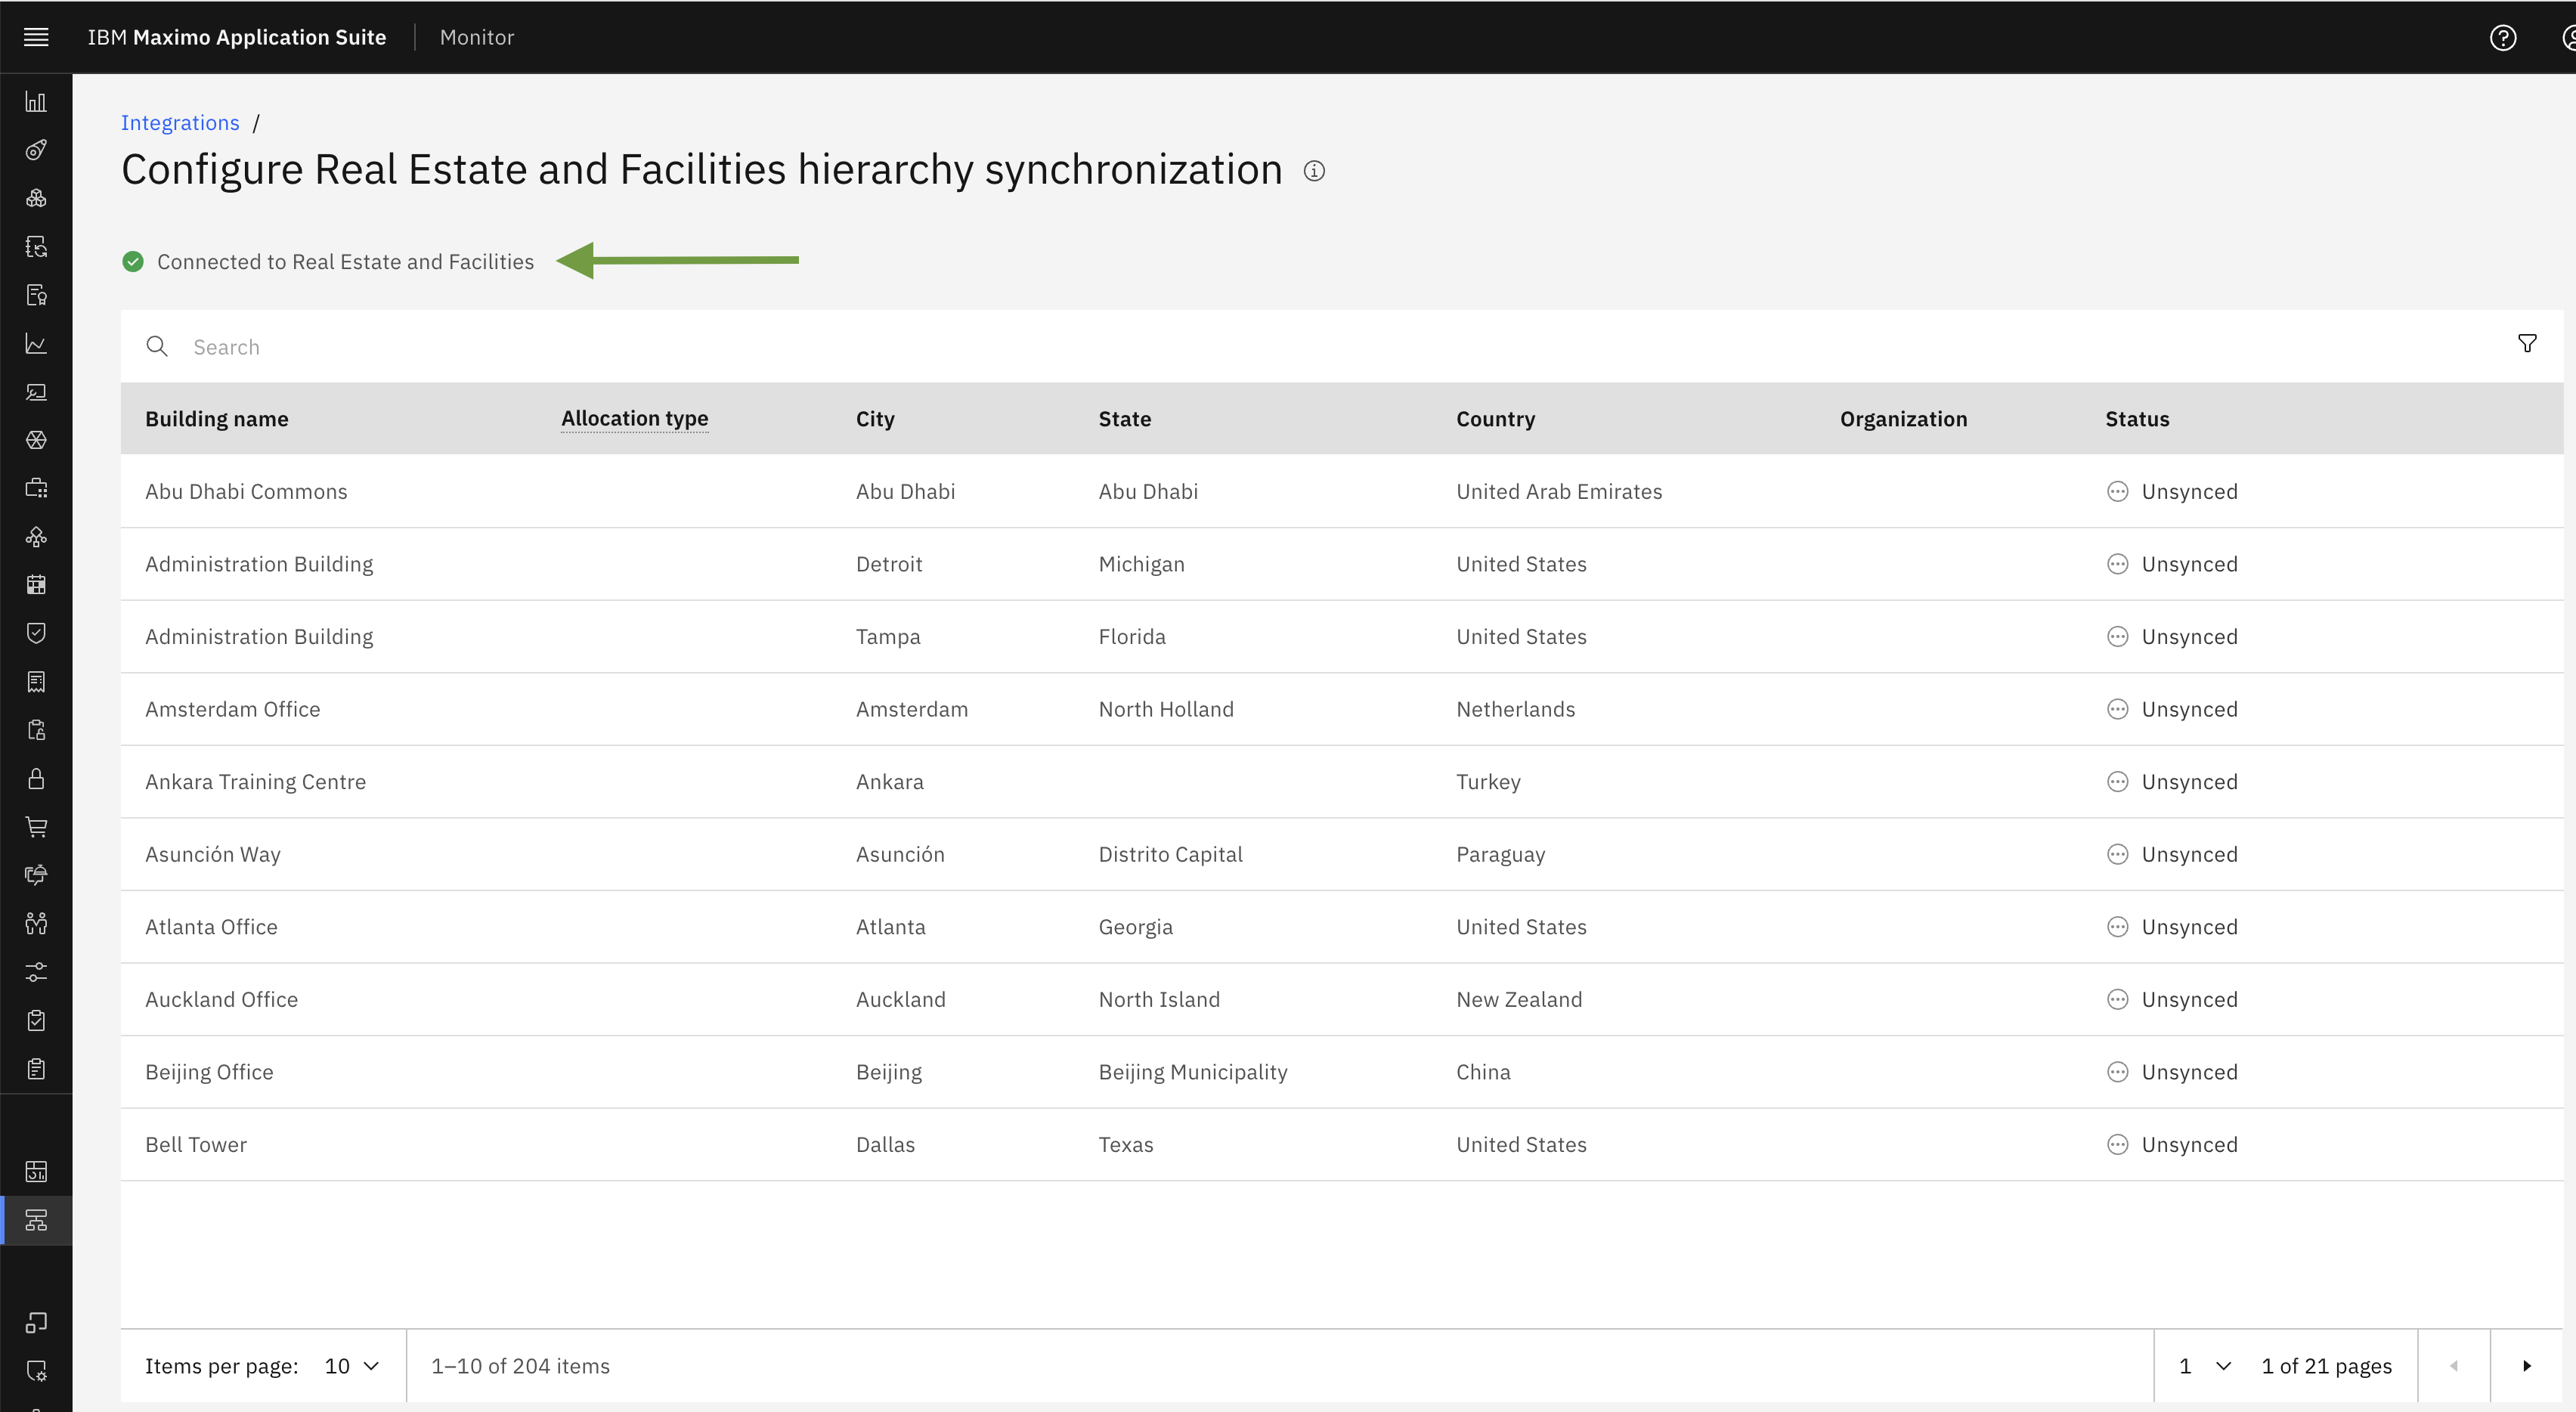 IBM Maximo Application Suite Monitor
Integrations /
Configure Real Estate and Facilities hierarchy synchronization
Connected to Real Estate and Facilities
Search
Building name Allocation type City State Country Organization Status
Abu Dhabi Commons Abu Dhabi Abu Dhabi United Arab Emirates Unsynced
Administration Building Detroit Michigan United States Unsynced
Administration Building Tampa Florida United States Unsynced
Amsterdam Office Amsterdam North Holland Netherlands Unsynced
Ankara Training Centre Ankara Turkey Unsynced
Asunción Way Asunción Distrito Capital Paraguay Unsynced
Atlanta Office Atlanta Georgia United States Unsynced
Auckland Office Auckland North Island New Zealand Unsynced
Beijing Office Beijing Beijing Municipality China Unsynced
Bell Tower Dallas Texas United States Unsynced
Items per page: 10 1–10 of 204 items 1 1 of 21 pages